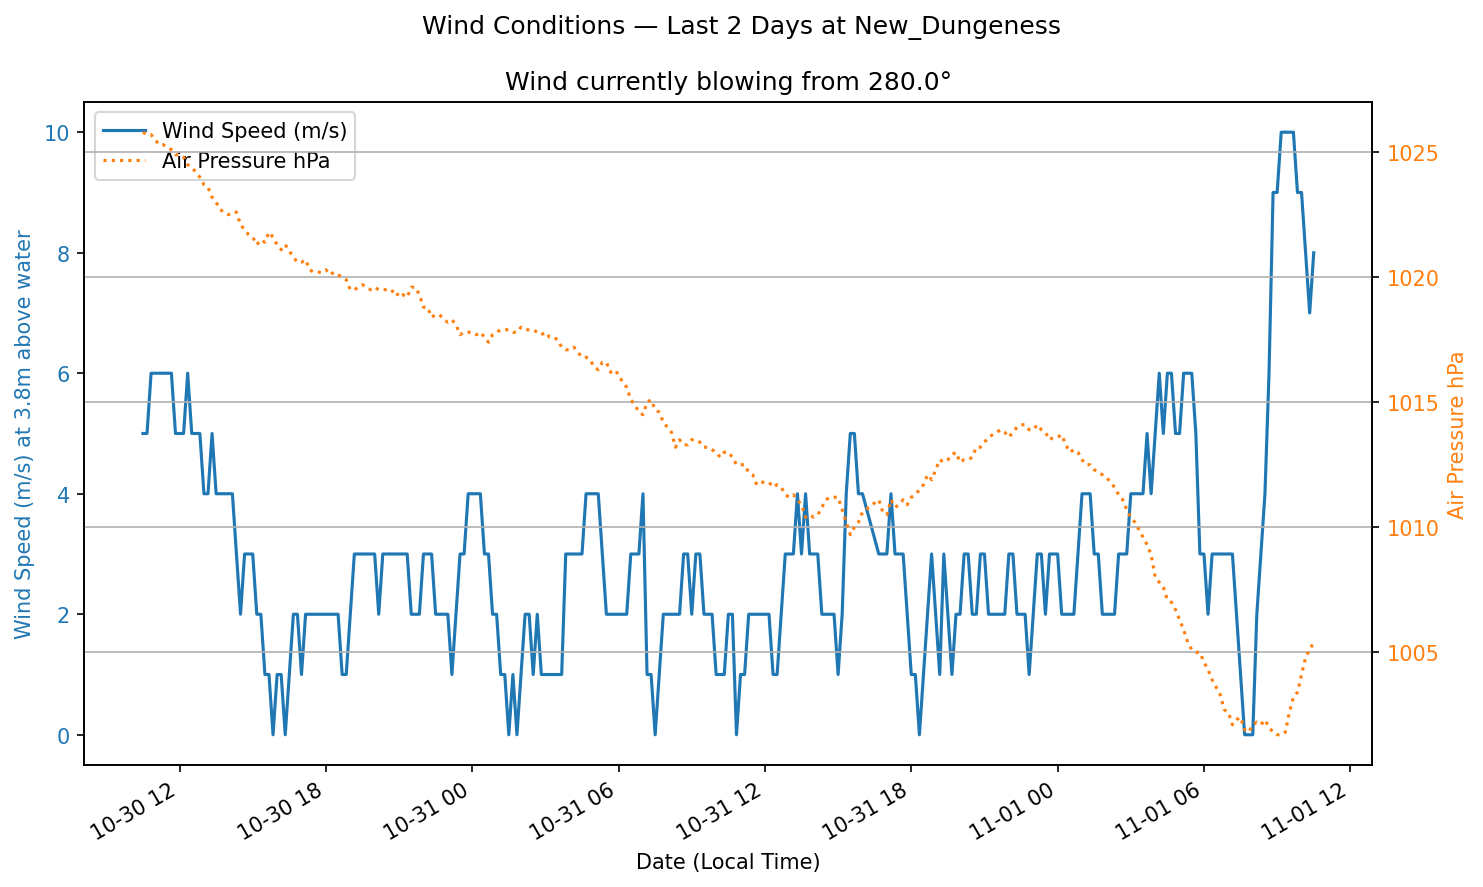 Wind Conditions — Last 2 Days at New_Dungeness
Wind currently blowing from 280.0°
Wind Speed (m/s)
Air Pressure hPa
Wind Speed (m/s) at 3.8m above water
10
8
6
4
2
0
1025
1020
1015
1010
1005
Air Pressure hPa
10-30 12
10-30 18
10-31 00
10-31 06
10-31 12
10-31 18
11-01 00
11-01 06
11-01 12
Date (Local Time)